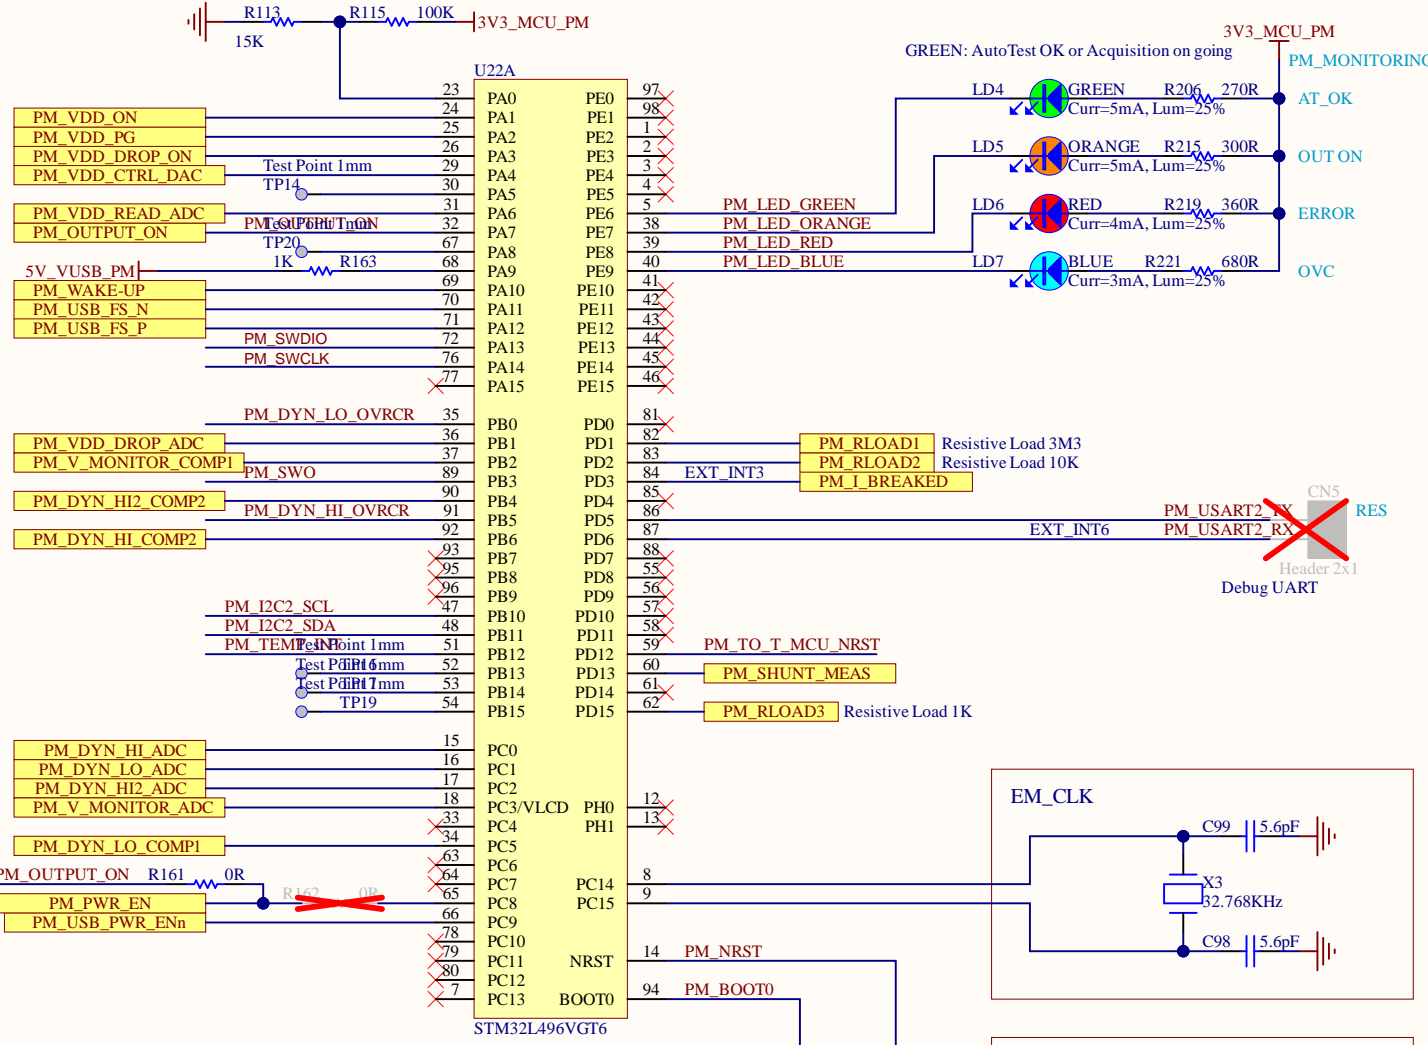 R113 R115 100K 3V3_MCU_PM
15K
GREEN: AutoTest OK or Acquisition on going
3V3_MCU_PM
PM_MONITORING
U22A
23 PA0 PE0 97
PM_VDD_ON 24 PA1 PE1 98
PM_VDD_PG 25 PA2 PE2 1
PM_VDD_DROP_ON 26 PA3 PE3 2
PM_VDD_CTRL_DAC 29 PA4 PE4 3
Test Point 1mm
TP14 30 PA5 PE5 4
PM_VDD_READ_ADC 31 PA6 PE6 5 PM_LED_GREEN
PM_OUTPUT_ON PM_OUTPUT_ON 32 PA7 PE7 38 PM_LED_ORANGE
Test Point 1mm
TP20 67 PA8 PE8 39 PM_LED_RED
5V_VUSB_PM 1K R163 68 PA9 PE9 40 PM_LED_BLUE
PM_WAKE-UP 69 PA10 PE10 41
PM_USB_FS_N 70 PA11 PE11 42
PM_USB_FS_P 71 PA12 PE12 43
PM_SWDIO 72 PA13 PE13 44
PM_SWCLK 76 PA14 PE14 45
77 PA15 PE15 46
LD4 GREEN R206 270R AT_OK
Curr=5mA, Lum=25%
LD5 ORANGE R215 300R OUT ON
Curr=5mA, Lum=25%
LD6 RED R219 360R ERROR
Curr=4mA, Lum=25%
LD7 BLUE R221 680R OVC
Curr=3mA, Lum=25%
PM_DYN_LO_OVRCR 35 PB0 PD0 81
PM_VDD_DROP_ADC 36 PB1 PD1 82 PM_RLOAD1 Resistive Load 3M3
PM_V_MONITOR_COMP1 37 PB2 PD2 83 PM_RLOAD2 Resistive Load 10K
PM_SWO 89 PB3 PD3 84 EXT_INT3 PM_I_BREAKED
PM_DYN_HI2_COMP2 90 PB4 PD4 85
PM_DYN_HI_OVRCR 91 PB5 PD5 86 PM_USART2_TX
PM_DYN_HI_COMP2 92 PB6 PD6 87 EXT_INT6 PM_USART2_RX
93 PB7 PD7 88
95 PB8 PD8 55
96 PB9 PD9 56
PM_I2C2_SCL 47 PB10 PD10 57
PM_I2C2_SDA 48 PB11 PD11 58
PM_TEMP_INT 51 PB12 PD12 59 PM_TO_T_MCU_NRST
Test Point 1mm
TP16 52 PB13 PD13 60 PM_SHUNT_MEAS
Test Point 1mm
TP17 53 PB14 PD14 61
Test Point 1mm
TP19 54 PB15 PD15 62 PM_RLOAD3 Resistive Load 1K
CN5
RES
Header 2x1
Debug UART
PM_DYN_HI_ADC 15 PC0
PM_DYN_LO_ADC 16 PC1
PM_DYN_HI2_ADC 17 PC2
PM_V_MONITOR_ADC 18 PC3/VLCD PH0 12
33 PC4 PH1 13
PM_DYN_LO_COMP1 34 PC5
63 PC6
PM_OUTPUT_ON R161 0R 64 PC7 PC14 8
PM_PWR_EN R162 0R 65 PC8 PC15 9
PM_USB_PWR_ENn 66 PC9
78 PC10
79 PC11 NRST 14 PM_NRST
80 PC12
7 PC13 BOOT0 94 PM_BOOT0
STM32L496VGT6
EM_CLK
C99 5.6pF
X3
32.768KHz
C98 5.6pF